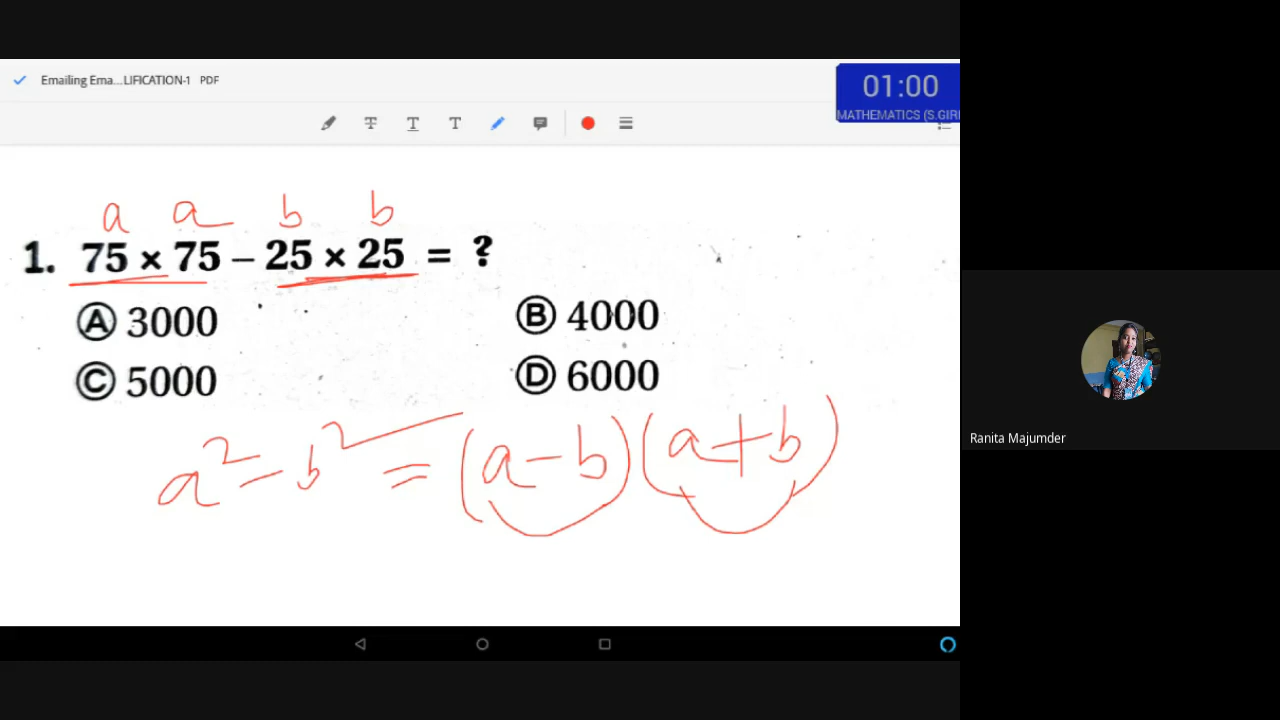 Emailing Ema...LIFICATION-1 PDF
01:00
MATHEMATICS (S.GIRI
T T T
a a b b
1. 75 × 75 – 25 × 25 = ?
Ⓐ 3000 Ⓑ 4000
Ⓒ 5000 Ⓓ 6000
a² – b² = (a – b)(a + b)
Ranita Majumder